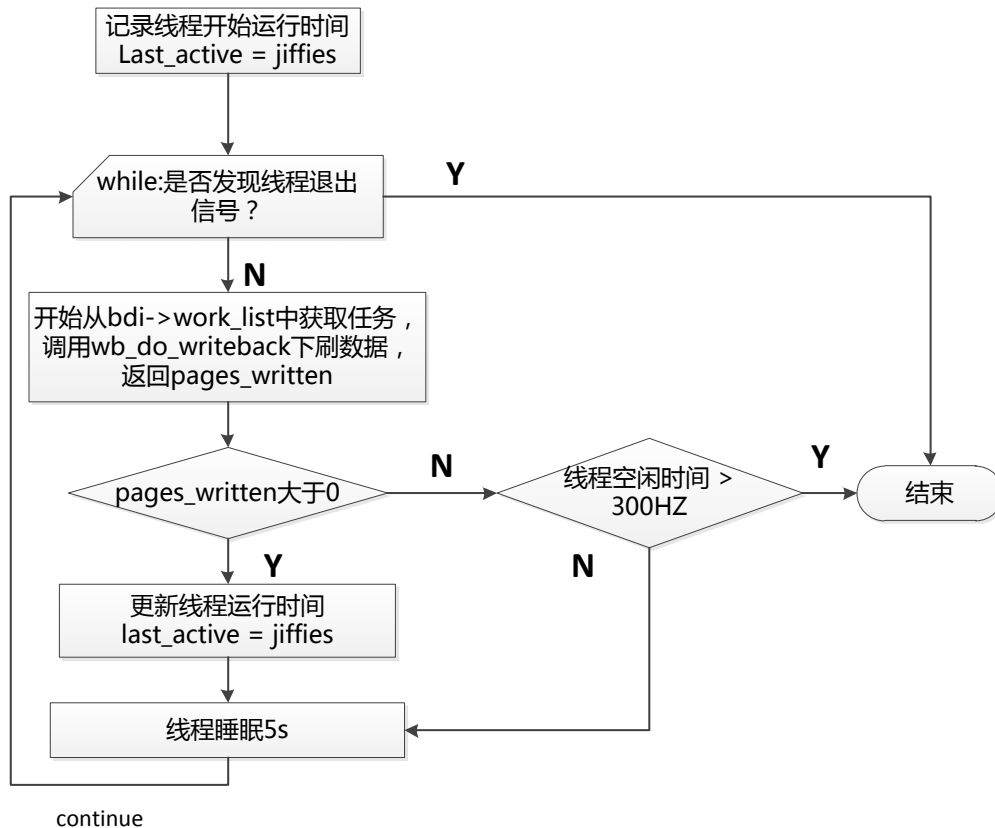 记录线程开始运行时间
Last_active = jiffies
while:是否发现线程退出
信号？
Y
N
开始从bdi->work_list中获取任务，
调用wb_do_writeback下刷数据，
返回pages_written
pages_written大于0
N
线程空闲时间 >
300HZ
Y
结束
Y
N
更新线程运行时间
last_active = jiffies
线程睡眠5s
continue